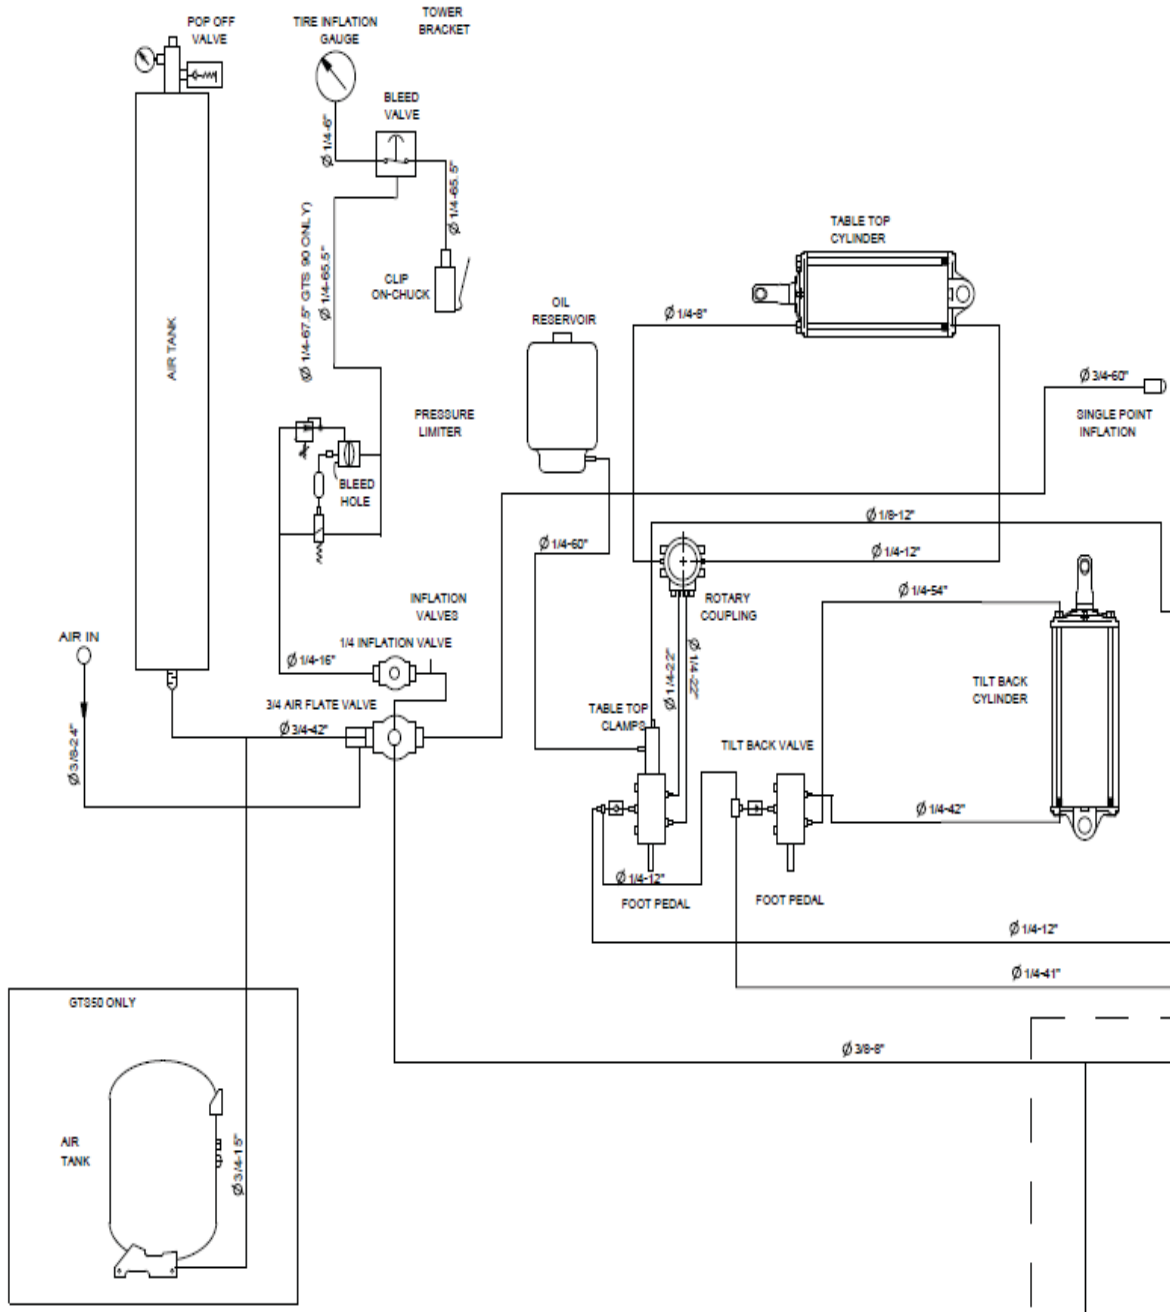 POP OFF
VALVE
TIRE INFLATION
GAUGE
TOWER
BRACKET
BLEED
VALVE
Ø 1/4-6"
Ø 1/4-65.5"
(Ø 1/4-67.5" GTS 90 ONLY)
Ø 1/4-65.5"
CLIP
ON-CHUCK
AIR TANK
TABLE TOP
CYLINDER
OIL
RESERVOIR
Ø 1/4-8"
Ø 3/4-60"
SINGLE POINT
INFLATION
PRESSURE
LIMITER
BLEED
HOLE
Ø 1/8-12"
Ø 1/4-60"
Ø 1/4-12"
ROTARY
COUPLING
Ø 1/4-54"
INFLATION
VALVES
1/4 INFLATION VALVE
Ø 1/4-16"
AIR IN
3/4 AIR FLATE VALVE
Ø 3/4-42"
Ø 3/8-24"
Ø 1/4-22"
Ø 1/4-22"
TABLE TOP
CLAMPS
TILT BACK VALVE
TILT BACK
CYLINDER
Ø 1/4-42"
Ø 1/4-12"
FOOT PEDAL
FOOT PEDAL
Ø 1/4-12"
Ø 1/4-41"
Ø 3/8-8"
GTS50 ONLY
AIR
TANK
Ø 3/4-15"